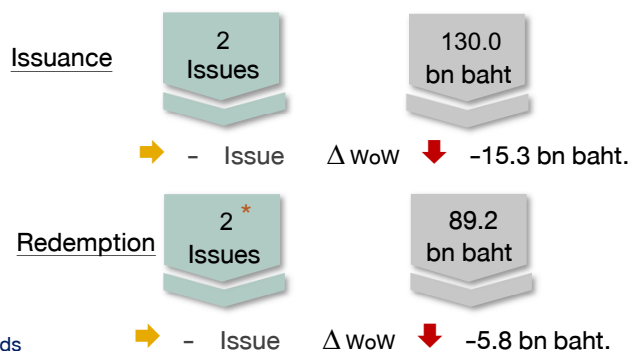 Issuance
2
Issues
130.0
bn baht
- Issue Δ WoW -15.3 bn baht.
Redemption
2 *
Issues
89.2
bn baht
ds
- Issue Δ WoW -5.8 bn baht.